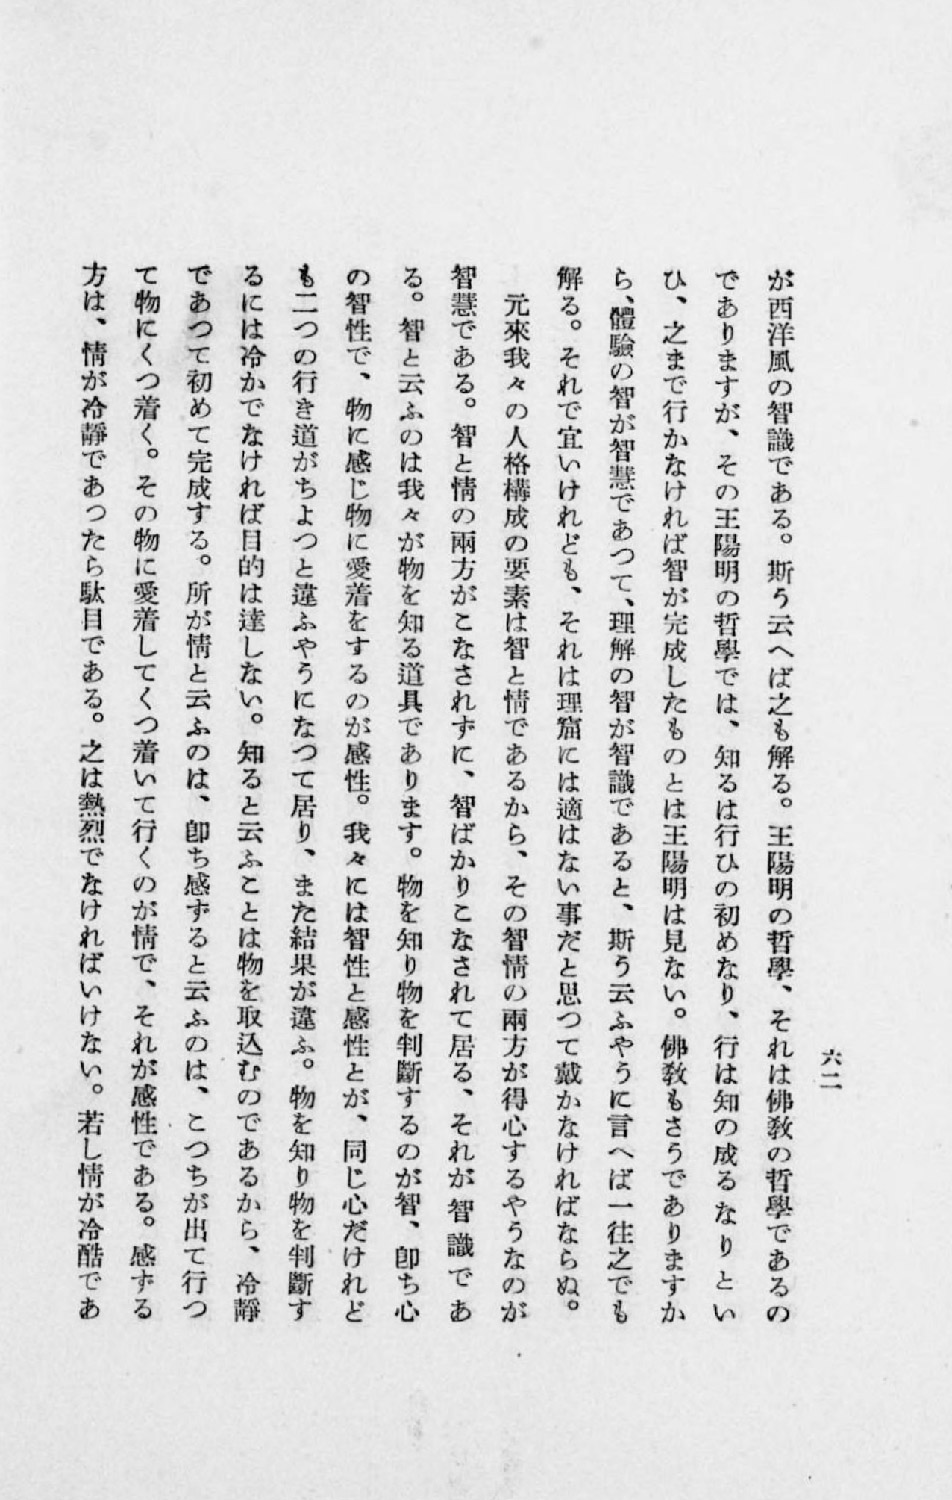 六二
が西洋風の智識である。斯う云へば之も解る。王陽明の哲學、それは佛敎の哲學であるの
でありますが、その王陽明の哲學では、知るは行ひの初めなり、行は知の成るなりとい
ひ、之まで行かなければ智が完成したものとは王陽明は見ない。佛敎もさうでありますか
ら、體驗の智が智慧であつて、理解の智が智識であると、斯う云ふやうに言へば一往之でも
解る。それで宜いけれども、それは理窟には適はない事だと思つて戴かなければならぬ。
元來我々の人格構成の要素は智と情であるから、その智情の兩方が得心するやうなのが
智慧である。智と情の兩方がこなされずに、智ばかりこなされて居る、それが智識であ
る。智と云ふのは我々が物を知る道具であります。物を知り物を判斷するのが智、卽ち心
の智性で、物に感じ物に愛着をするのが感性。我々には智性と感性とが、同じ心だけれど
も二つの行き道がちよつと違ふやうになつて居り、また結果が違ふ。物を知り物を判斷す
るには冷かでなければ目的は達しない。知ると云ふことは物を取込むのであるから、冷靜
であつて初めて完成する。所が情と云ふのは、卽ち感ずると云ふのは、こつちが出て行つ
て物にくつ着く。その物に愛着してくつ着いて行くのが情で、それが感性である。感ずる
方は、情が冷靜であったら駄目である。之は熱烈でなければいけない。若し情が冷酷であ